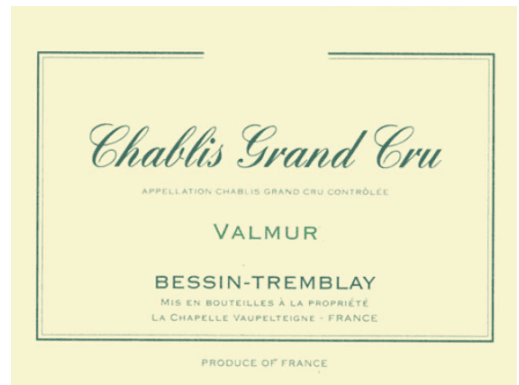 Chablis Grand Cru
APPELLATION CHABLIS GRAND CRU CONTRÔLÉE
VALMUR
BESSIN-TREMBLAY
MIS EN BOUTEILLES À LA PROPRIÉTÉ
LA CHAPELLE VAUPELTEIGNE - FRANCE
PRODUCE OF FRANCE